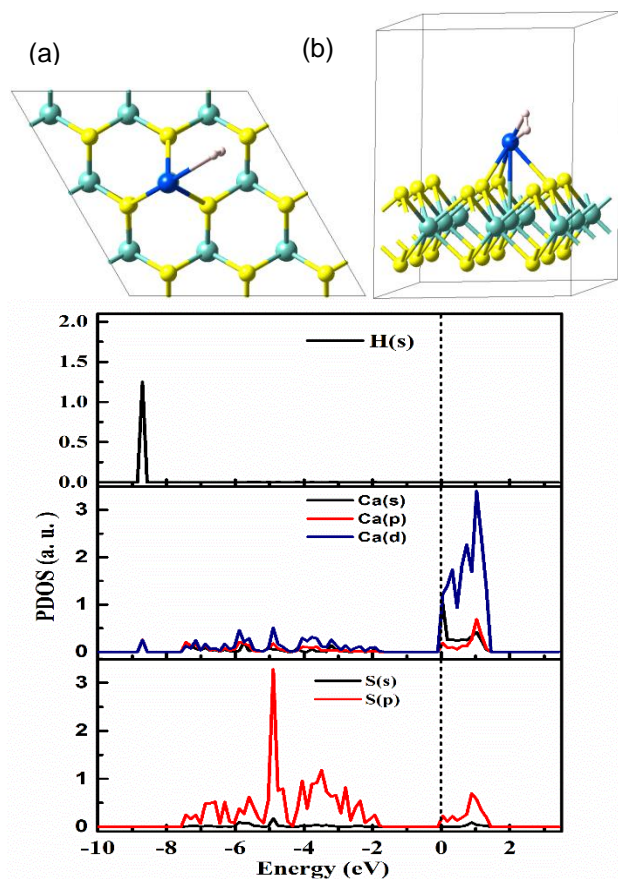 (a)
(b)
2.0
1.5
1.0
0.5
0.0
H(s)
3
2
1
0
Ca(s)
Ca(p)
Ca(d)
3
2
1
0
S(s)
S(p)
PDOS (a. u. )
-10 -8 -6 -4 -2 0 2
Energy (eV)